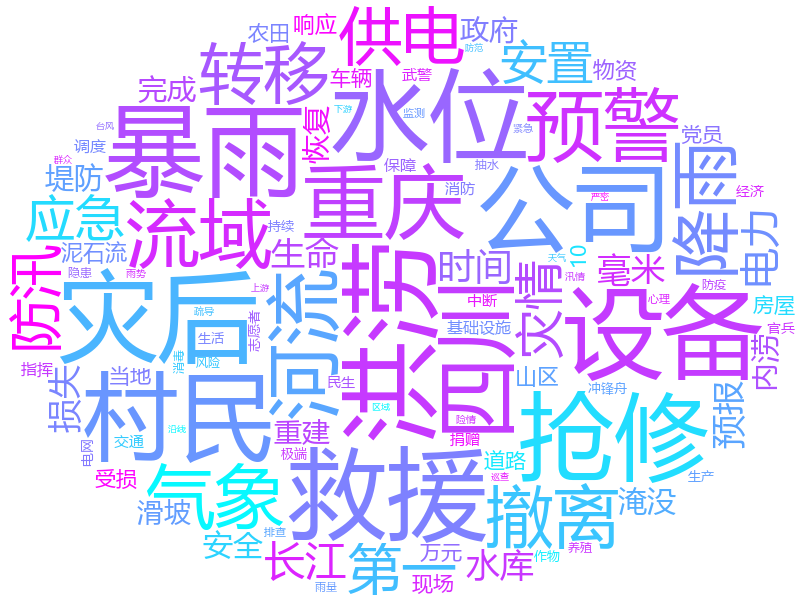 农田
响应
供电
政府
防范
转移
安置
完成
车辆
武警
物资
水位
预警
暴雨
恢复
下游
监测
紧急
台风
党员
调度
群众
保障
抽水
降雨
堤防
重庆
公司
消防
严密
经济
应急
流域
持续
电力
泥石流
生命
时间
10
天气
毫米
防汛
隐患
雨势
上游
洪涝
四川
灾情
汛情
防疫
灾后
河流
中断
设备
心理
房屋
疏导
志愿者
基础设施
官兵
生活
内涝
指挥
当地
消毒
风险
损失
村民
民生
山区
冲锋舟
预报
区域
抢修
沿岐
险情
交通
重建
捐赠
电网
极端
道路
受损
气象
救援
巡查
生产
滑坡
撤离
淹没
排查
安全
长江
第一
万元
水库
作物
养殖
雨量
现场